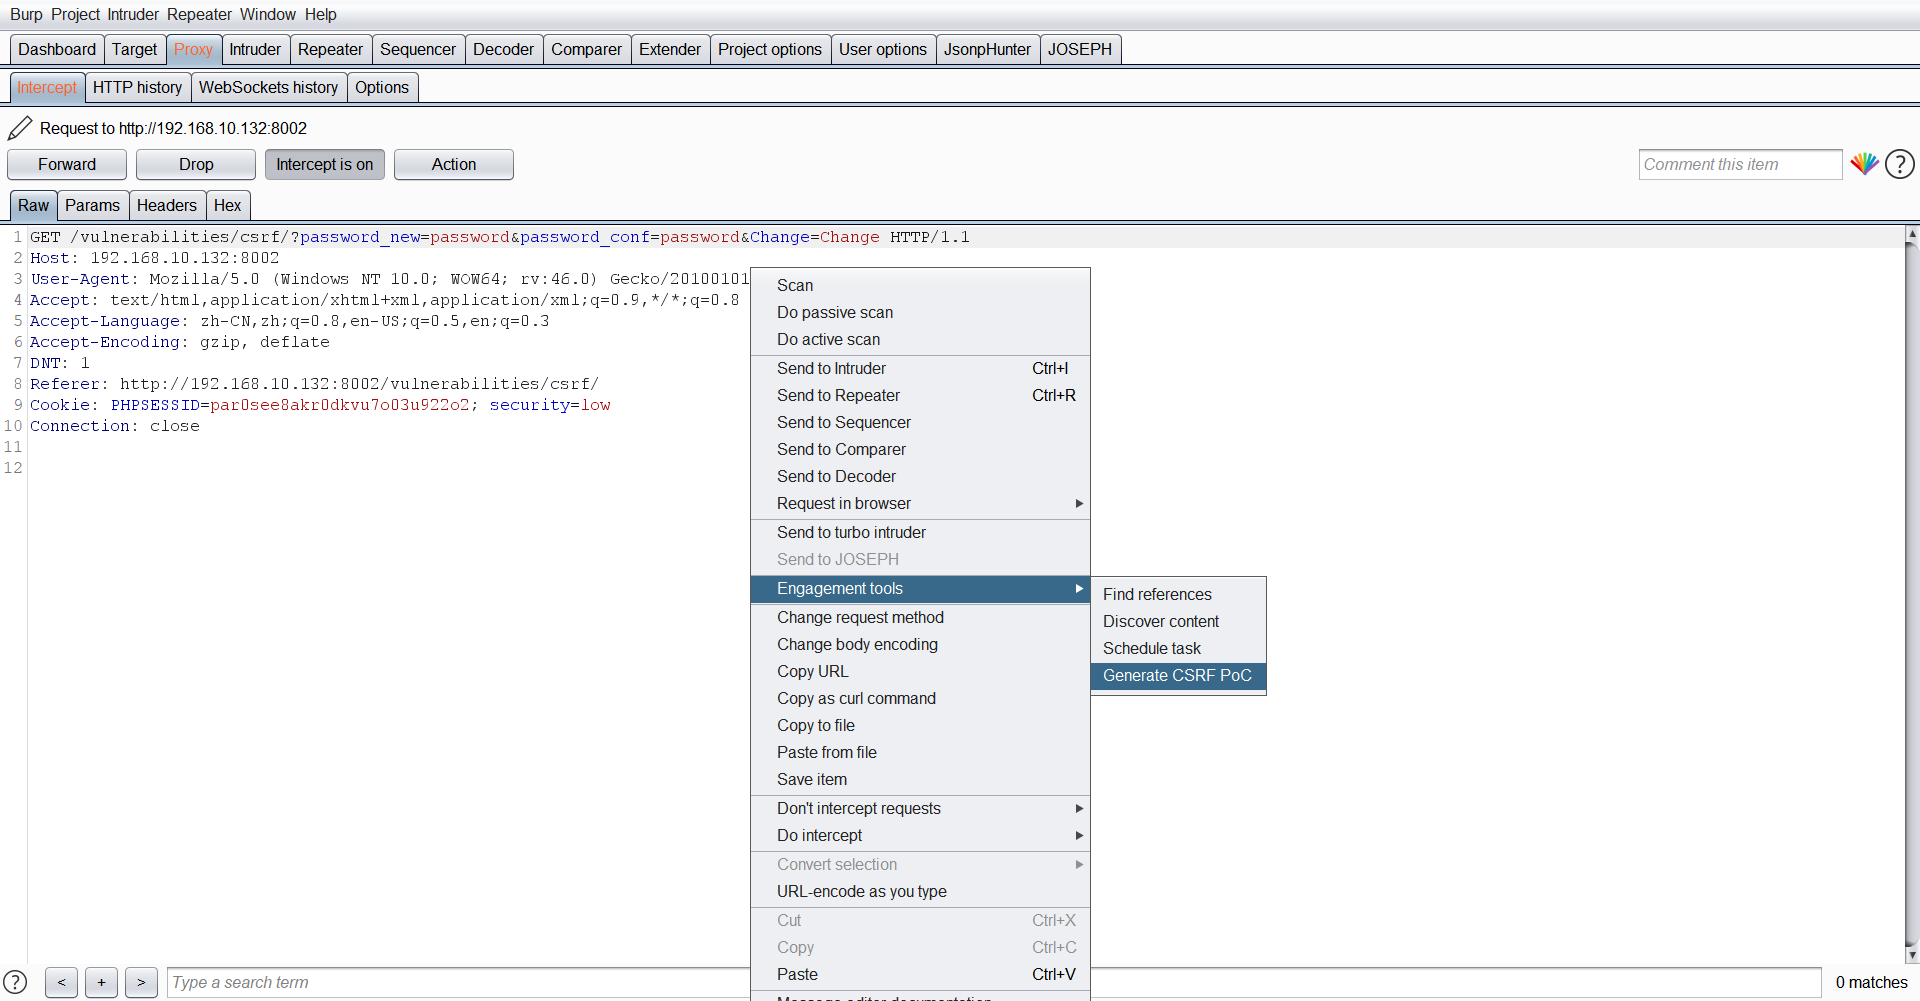 Burp Project Intruder Repeater Window Help
Dashboard Target Proxy Intruder Repeater Sequencer Decoder Comparer Extender Project options User options JsonpHunter JOSEPH
Intercept HTTP history WebSockets history Options
Request to http://192.168.10.132:8002
Forward Drop Intercept is on Action Comment this item ?
Raw Params Headers Hex
1 GET /vulnerabilities/csrf/?password_new=password&password_conf=password&Change=Change HTTP/1.1
2 Host: 192.168.10.132:8002
3 User-Agent: Mozilla/5.0 (Windows NT 10.0; WOW64; rv:46.0) Gecko/20100101
4 Accept: text/html,application/xhtml+xml,application/xml;q=0.9,*/*;q=0.8
5 Accept-Language: zh-CN,zh;q=0.8,en-US;q=0.5,en;q=0.3
6 Accept-Encoding: gzip, deflate
7 DNT: 1
8 Referer: http://192.168.10.132:8002/vulnerabilities/csrf/
9 Cookie: PHPSESSID=par0see8akr0dkvu7o03u922o2; security=low
10 Connection: close
11
12
Scan
Do passive scan
Do active scan
Send to Intruder Ctrl+I
Send to Repeater Ctrl+R
Send to Sequencer
Send to Comparer
Send to Decoder
Request in browser
Send to turbo intruder
Send to JOSEPH
Engagement tools
Change request method
Change body encoding
Copy URL
Copy as curl command
Copy to file
Paste from file
Save item
Don't intercept requests
Do intercept
Convert selection
URL-encode as you type
Cut Ctrl+X
Copy Ctrl+C
Paste Ctrl+V
Message editor documentation
Find references
Discover content
Schedule task
Generate CSRF PoC
? < + > Type a search term 0 matches